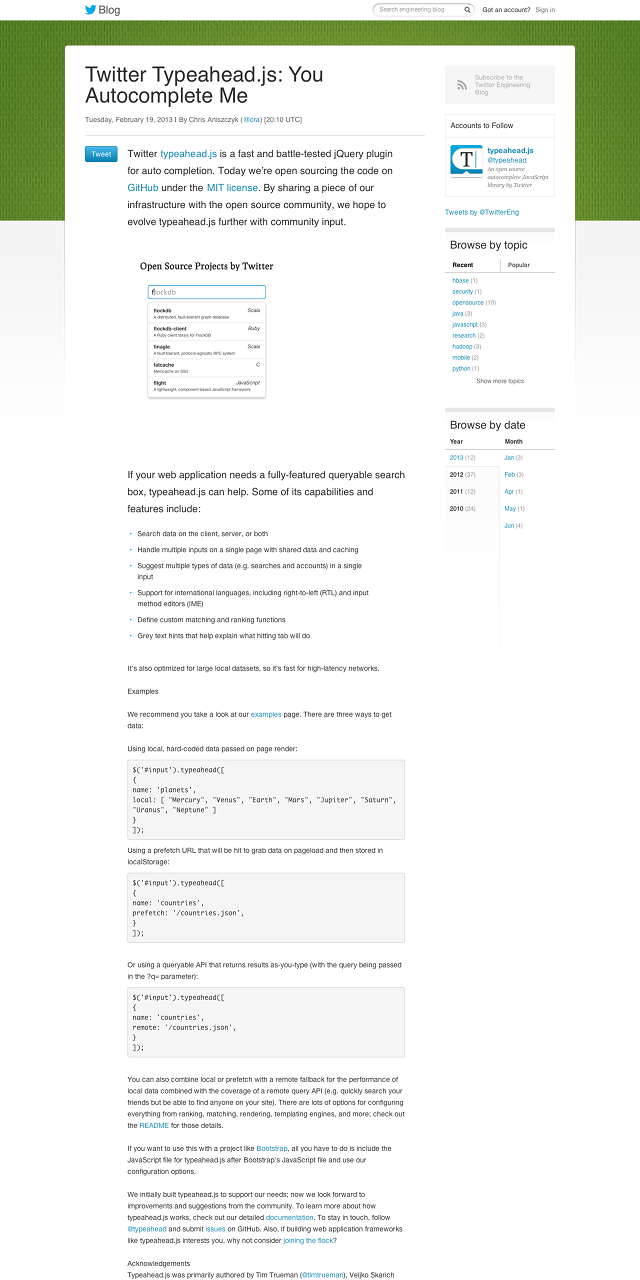 Blog
Search engineering blog
Got an account? Sign in
Twitter Typeahead.js: You
Autocomplete Me
Tuesday, February 19, 2013 | By Chris Aniszczyk (@cra) [20:10 UTC]
Tweet
Twitter typeahead.js is a fast and battle-tested jQuery plugin
for auto completion. Today we're open sourcing the code on
GitHub under the MIT license. By sharing a piece of our
infrastructure with the open source community, we hope to
evolve typeahead.js further with community input.
Open Source Projects by Twitter
flockdb
flockdb Scala
A distributed, fault-tolerant graph database
flockdb-client Ruby
A Ruby client library for FlockDB
finagle Scala
A fault tolerant, protocol-agnostic RPC system
fatcache C
Memcache on SSD
flight JavaScript
A lightweight, component-based JavaScript framework
If your web application needs a fully-featured queryable search
box, typeahead.js can help. Some of its capabilities and
features include:
• Search data on the client, server, or both
• Handle multiple inputs on a single page with shared data and caching
• Suggest multiple types of data (e.g. searches and accounts) in a single
input
• Support for international languages, including right-to-left (RTL) and input
method editors (IME)
• Define custom matching and ranking functions
• Grey text hints that help explain what hitting tab will do
It's also optimized for large local datasets, so it's fast for high-latency networks.
Examples
We recommend you take a look at our examples page. There are three ways to get
data:
Using local, hard-coded data passed on page render:
$('#input').typeahead([
{
name: 'planets',
local: [ "Mercury", "Venus", "Earth", "Mars", "Jupiter", "Saturn",
"Uranus", "Neptune" ]
}
]);
Using a prefetch URL that will be hit to grab data on pageload and then stored in
localStorage:
$('#input').typeahead([
{
name: 'countries',
prefetch: '/countries.json',
}
]);
Or using a queryable API that returns results as-you-type (with the query being passed
in the ?q= parameter):
$('#input').typeahead([
{
name: 'countries',
remote: '/countries.json',
}
]);
You can also combine local or prefetch with a remote fallback for the performance of
local data combined with the coverage of a remote query API (e.g. quickly search your
friends but be able to find anyone on your site). There are lots of options for configuring
everything from ranking, matching, rendering, templating engines, and more; check out
the README for those details.
If you want to use this with a project like Bootstrap, all you have to do is include the
JavaScript file for typeahead.js after Bootstrap's JavaScript file and use our
configuration options.
We initially built typeahead.js to support our needs; now we look forward to
improvements and suggestions from the community. To learn more about how
typeahead.js works, check out our detailed documentation. To stay in touch, follow
@typeahead and submit issues on GitHub. Also, if building web application frameworks
like typeahead.js interests you, why not consider joining the flock?
Acknowledgements
Typeahead.js was primarily authored by Tim Trueman (@timtrueman), Veljko Skarich
Subscribe to the
Twitter Engineering
Blog
Accounts to Follow
T
typeahead.js
@typeahead
An open source
autocomplete JavaScript
library by Twitter
Tweets by @TwitterEng
Browse by topic
Recent Popular
hbase (1)
security (1)
opensource (19)
java (3)
javascript (3)
research (2)
hadoop (3)
mobile (2)
python (1)
Show more topics
Browse by date
Year Month
2013 (12) Jan (3)
2012 (37) Feb (3)
2011 (12) Apr (1)
2010 (24) May (1)
Jun (4)